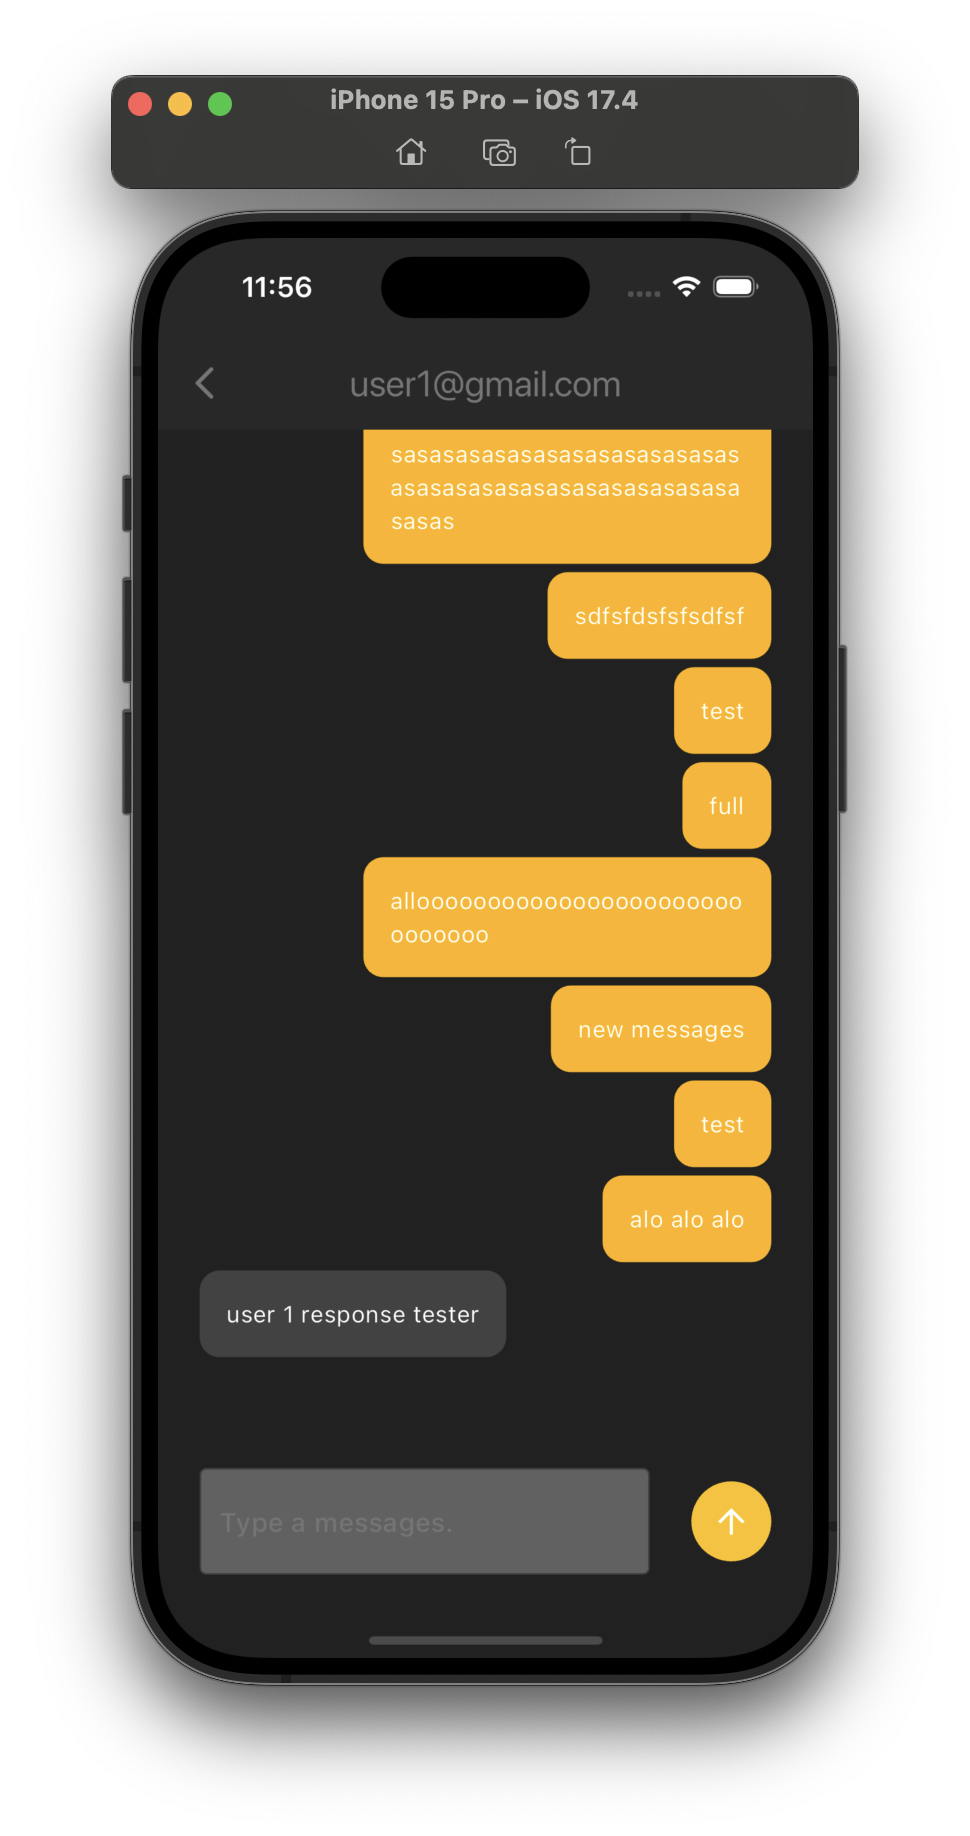 iPhone 15 Pro – iOS 17.4
11:56
user1@gmail.com
sasasasasasasasasasasasasas
asasasasasasasasasasasasasa
sasas
sdfsfdsfsfsdfsf
test
full
allooooooooooooooooooooooo
ooooooo
new messages
test
alo alo alo
user 1 response tester
Type a messages.